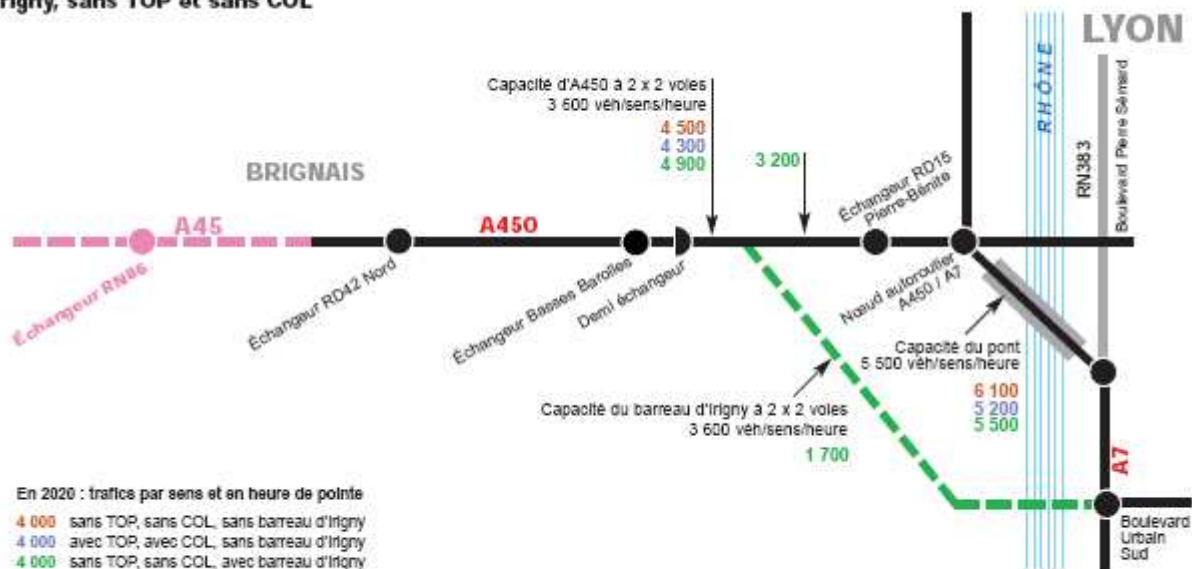 rigny, sans TOP et sans COL
LYON
RHÔNE
RN383
Boulevard Pierre Sémard
Capacité d'A450 à 2 x 2 voies
3 600 véh/sens/heure
4 500
4 300
4 900
3 200
BRIGNAIS
A45
A450
Échangeur RD15
Pierre-Bénite
Échangeur RN86
Échangeur RD42 Nord
Échangeur Basses Barolles
Demi échangeur
Nœud autoroutier
A450 / A7
Capacité du pont
5 500 véh/sens/heure
6 100
5 200
5 500
Capacité du barreau d'Irigny à 2 x 2 voies
3 600 véh/sens/heure
1 700
A7
Boulevard
Urbain
Sud
En 2020 : trafics par sens et en heure de pointe
4 000 sans TOP, sans COL, sans barreau d'Irigny
4 000 avec TOP, avec COL, sans barreau d'Irigny
4 000 sans TOP, sans COL, avec barreau d'Irigny